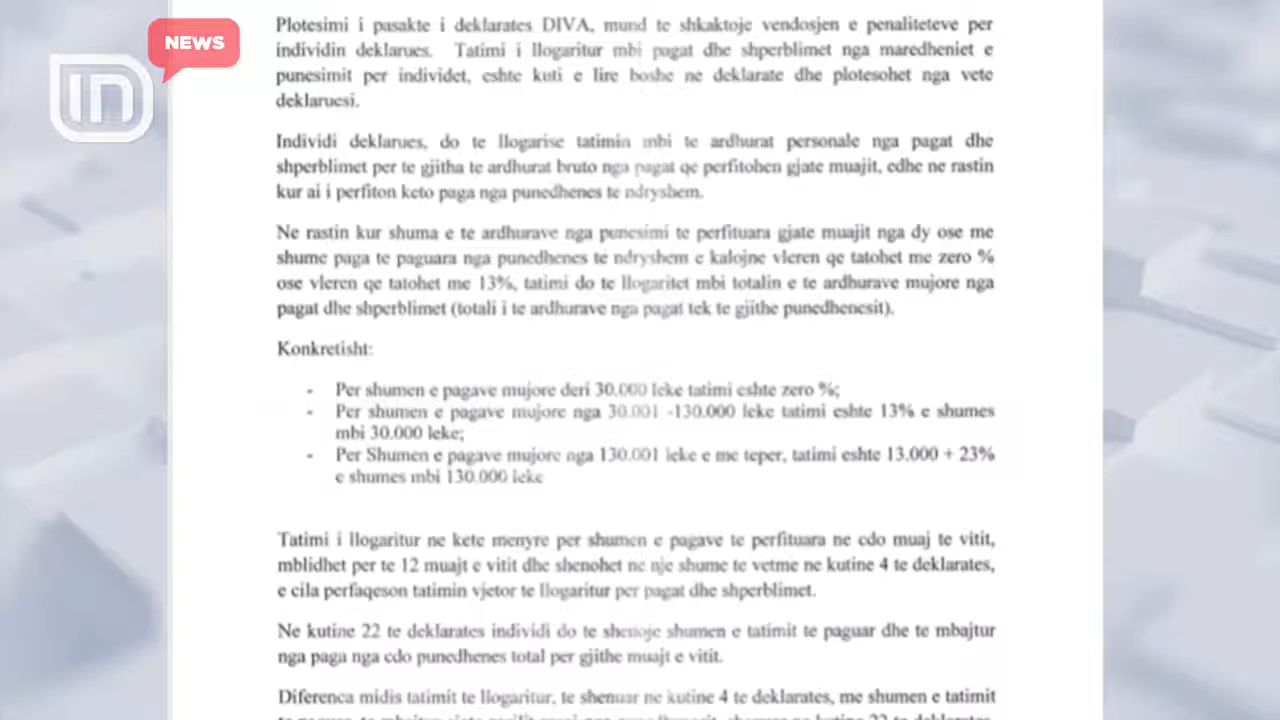 NEWS
IN
Plotesimi i pasakte i deklarates DIVA, mund te shkaktoje vendosjen e penaliteteve per
individin deklarues. Tatimi i llogaritur mbi pagat dhe shperblimet nga maredheniet e
punesimit per individet, eshte kuti e lire boshe ne deklarate dhe plotesohet nga vete
deklaruesi.
Individi deklarues, do te llogarise tatimin mbi te ardhurat personale nga pagat dhe
shperblimet per te gjitha te ardhurat bruto nga pagat qe perfitohen gjate muajit, edhe ne rastin
kur ai i perfiton keto paga nga punedhenes te ndryshem.
Ne rastin kur shuma e te ardhurave nga punesimi te perfituara gjate muajit nga dy ose me
shume paga te paguara nga punedhenes te ndryshem e kalojne vleren qe tatohet me zero %
ose vleren qe tatohet me 13%, tatimi do te llogaritet mbi totalin e te ardhurave mujore nga
pagat dhe shperblimet (totali i te ardhurave nga pagat tek te gjithe punedhenesit).
Konkretisht:
- Per shumen e pagave mujore deri 30.000 leke tatimi eshte zero %;
- Per shumen e pagave mujore nga 30.001 -130.000 leke tatimi eshte 13% e shumes
mbi 30.000 leke;
- Per Shumen e pagave mujore nga 130.001 leke e me teper, tatimi eshte 13.000 + 23%
e shumes mbi 130.000 leke
Tatimi i llogaritur ne kete menyre per shumen e pagave te perfituara ne cdo muaj te vitit,
mblidhet per te 12 muajt e vitit dhe shenohet ne nje shume te vetme ne kutine 4 te deklarates,
e cila perfaqeson tatimin vjetor te llogaritur per pagat dhe shperblimet.
Ne kutine 22 te deklarates individi do te shenoje shumen e tatimit te paguar dhe te mbajtur
nga paga nga cdo punedhenes total per gjithe muajt e vitit.
Diferenca midis tatimit te llogaritur, te shenuar ne kutine 4 te deklarates, me shumen e tatimit